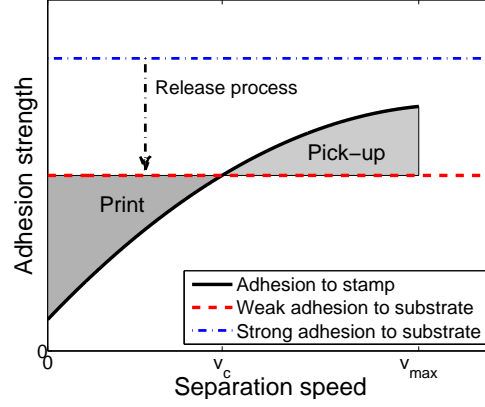 Adhesion strength
Release process
Pick−up
Print
Adhesion to stamp
Weak adhesion to substrate
Strong adhesion to substrate
0
0
v_c
v_max
Separation speed